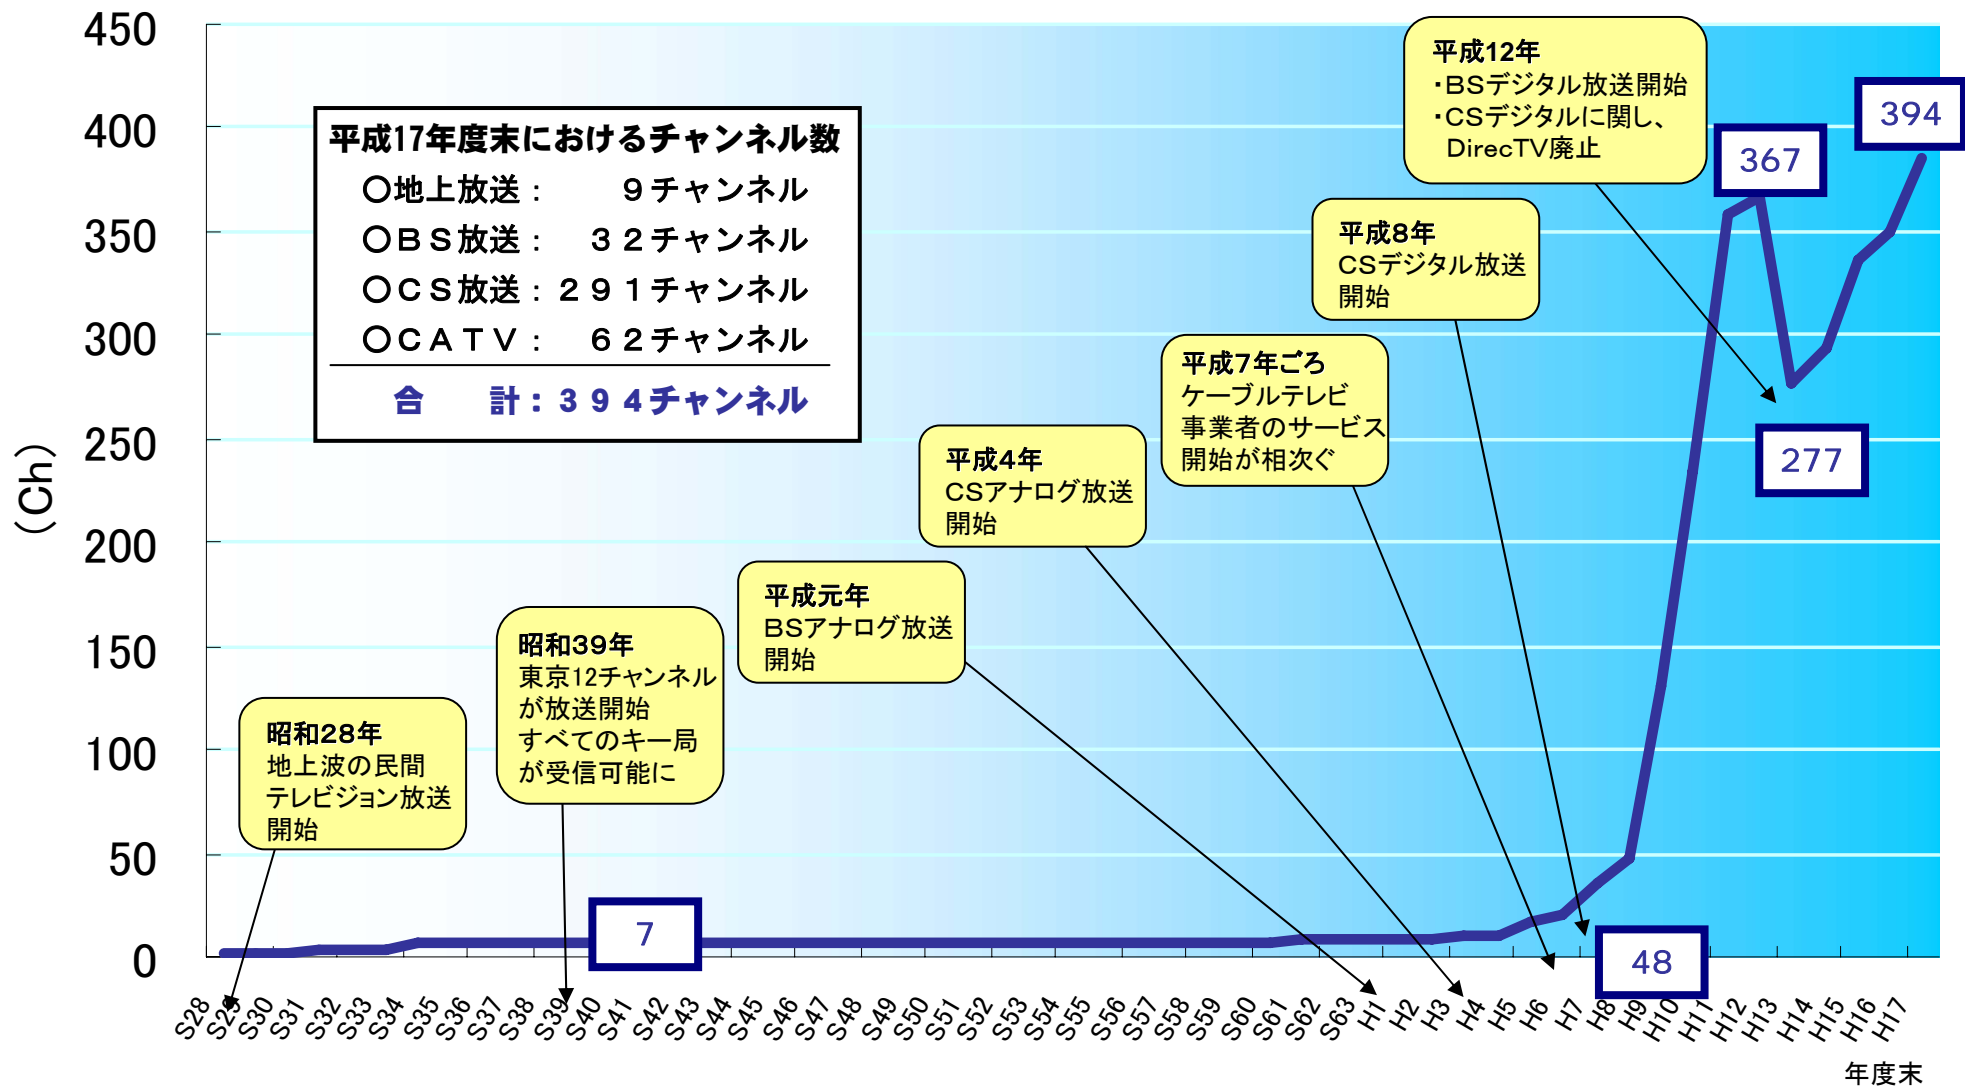 450
400
350
300
250
200
150
100
50
0
（Ch）
平成17年度末におけるチャンネル数
〇地上放送： ９チャンネル
〇ＢＳ放送： ３２チャンネル
〇ＣＳ放送：２９１チャンネル
〇ＣＡＴＶ： ６２チャンネル
合　計：３９４チャンネル
昭和28年
地上波の民間
テレビジョン放送
開始
昭和39年
東京12チャンネル
が放送開始
すべてのキー局
が受信可能に
平成元年
BSアナログ放送
開始
平成4年
CSアナログ放送
開始
平成7年ごろ
ケーブルテレビ
事業者のサービス
開始が相次ぐ
平成8年
CSデジタル放送
開始
平成12年
・BSデジタル放送開始
・CSデジタルに関し、
DirecTV廃止
7
48
367
277
394
S28 S29 S30 S31 S32 S33 S34 S35 S36 S37 S38 S39 S40 S41 S42 S43 S44 S45 S46 S47 S48 S49 S50 S51 S52 S53 S54 S55 S56 S57 S58 S59 S60 S61 S62 S63 H1 H2 H3 H4 H5 H6 H7 H8 H9 H10 H11 H12 H13 H14 H15 H16 H17
年度末